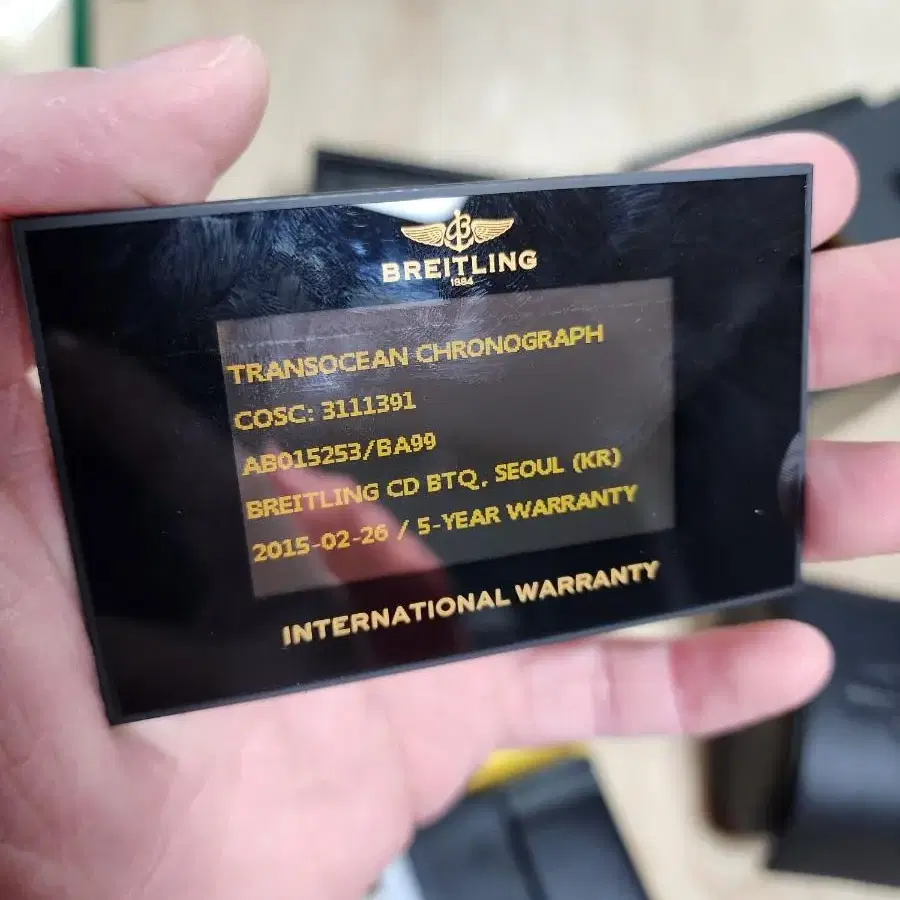 BREITLING
1884
TRANSOCEAN CHRONOGRAPH
COSC: 3111391
AB015253/BA99
BREITLING CD BTQ, SEOUL (KR)
2015-02-26 / 5-YEAR WARRANTY
INTERNATIONAL WARRANTY